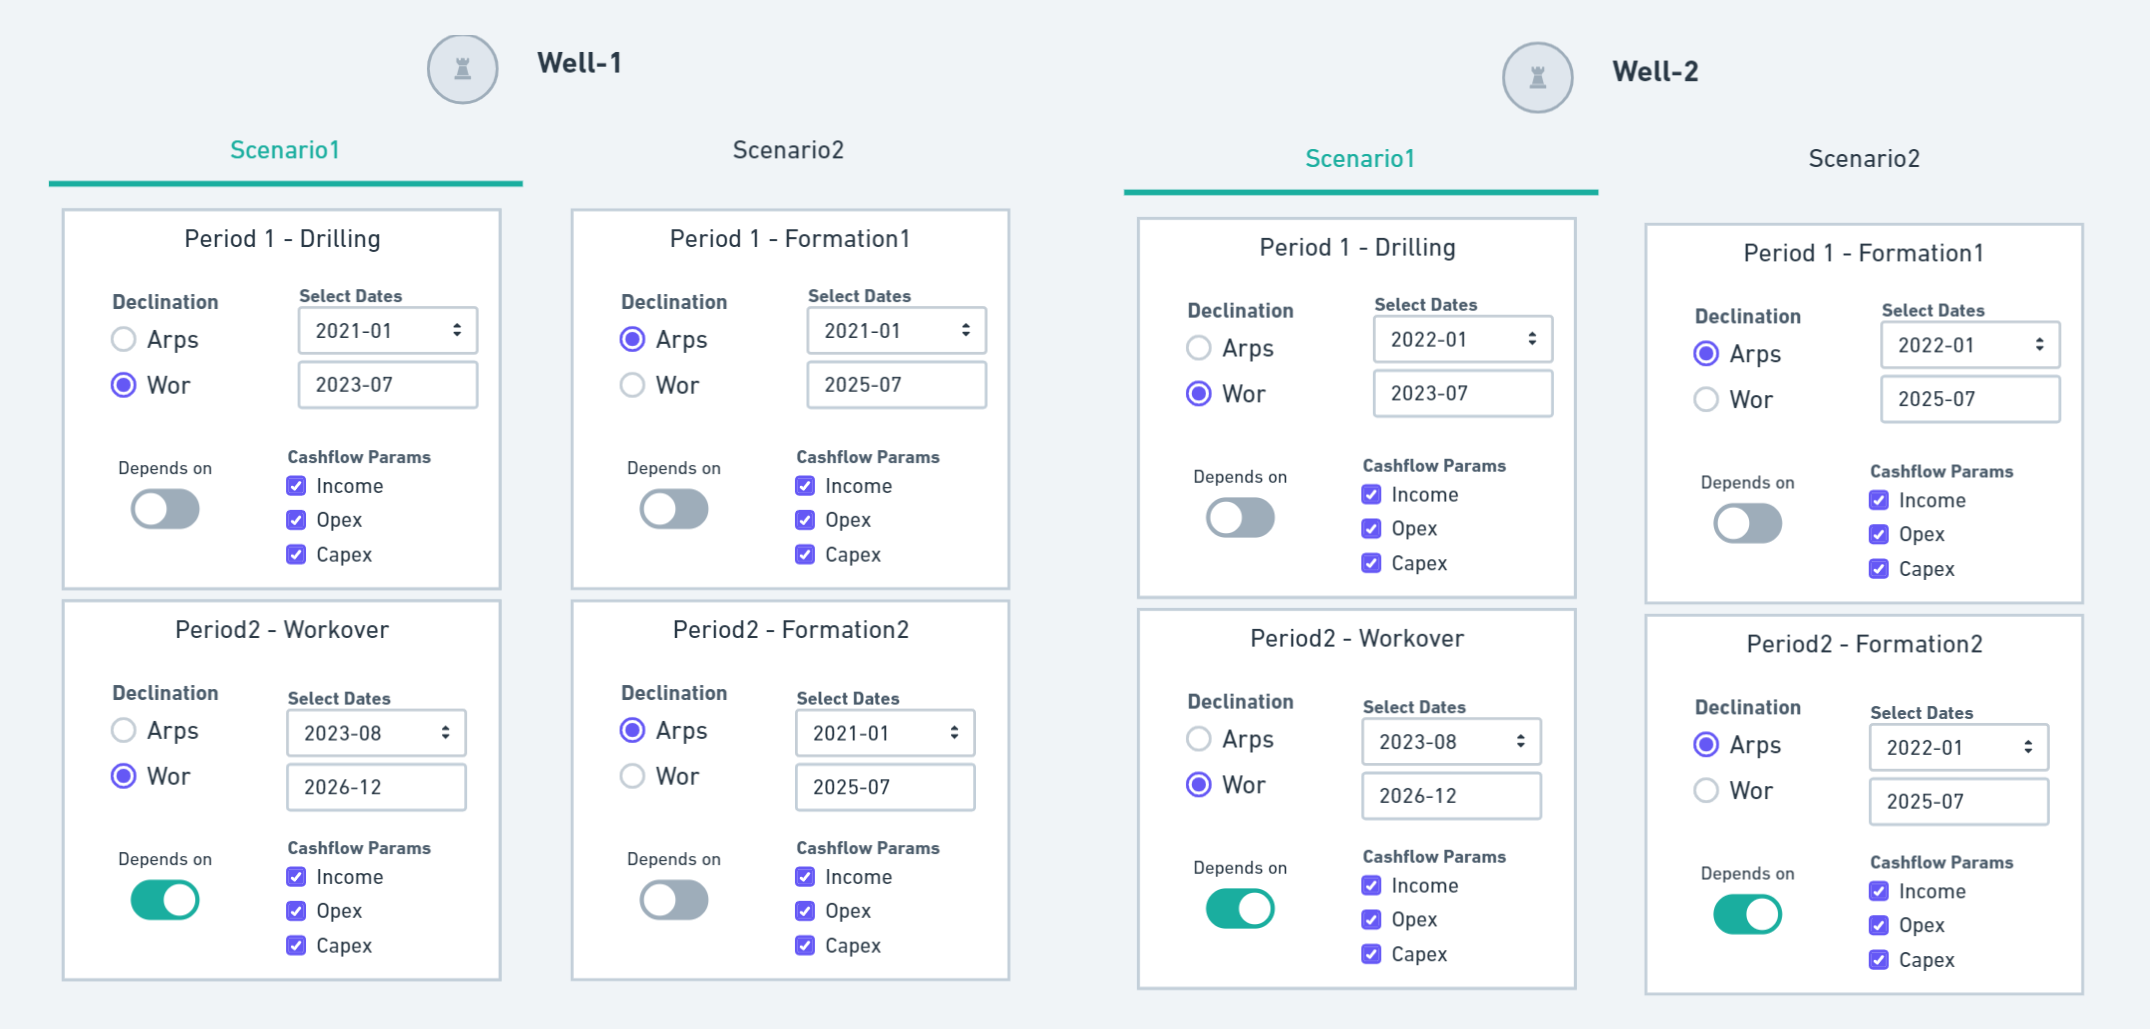 Well-1
Scenario1
Scenario2
Period 1 - Drilling
Declination
Arps
Wor
Select Dates
2021-01
2023-07
Depends on
Cashflow Params
Income
Opex
Capex
Period2 - Workover
Declination
Arps
Wor
Select Dates
2023-08
2026-12
Depends on
Cashflow Params
Income
Opex
Capex
Period 1 - Formation1
Declination
Arps
Wor
Select Dates
2021-01
2025-07
Depends on
Cashflow Params
Income
Opex
Capex
Period2 - Formation2
Declination
Arps
Wor
Select Dates
2021-01
2025-07
Depends on
Cashflow Params
Income
Opex
Capex
Well-2
Scenario1
Scenario2
Period 1 - Drilling
Declination
Arps
Wor
Select Dates
2022-01
2023-07
Depends on
Cashflow Params
Income
Opex
Capex
Period2 - Workover
Declination
Arps
Wor
Select Dates
2023-08
2026-12
Depends on
Cashflow Params
Income
Opex
Capex
Period 1 - Formation1
Declination
Arps
Wor
Select Dates
2022-01
2025-07
Depends on
Cashflow Params
Income
Opex
Capex
Period2 - Formation2
Declination
Arps
Wor
Select Dates
2022-01
2025-07
Depends on
Cashflow Params
Income
Opex
Capex